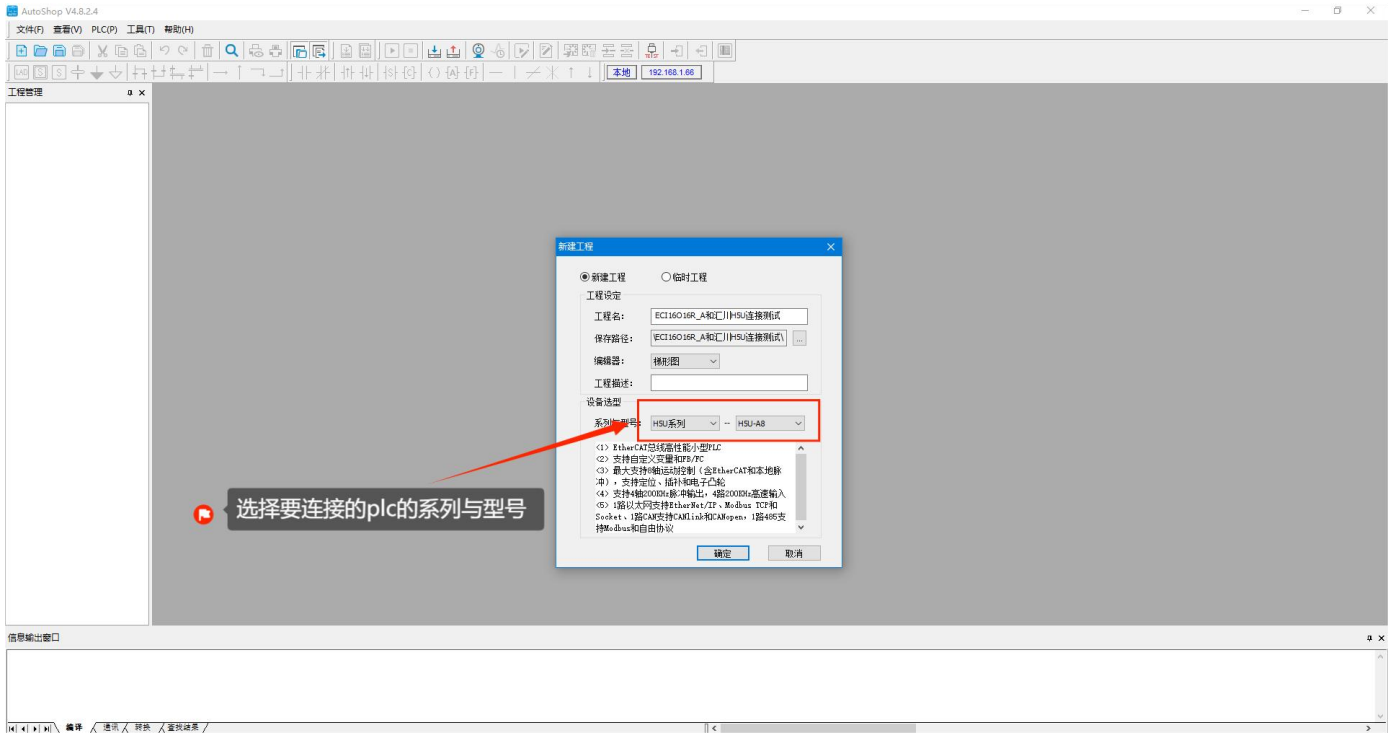 AutoShop V4.8.2.4
文件(F) 查看(V) PLC(P) 工具(T) 帮助(H)
本地 192.168.1.66
工程管理
新建工程
新建工程 临时工程
工程设定
工程名: ECI16O16R_A和汇川H5U连接测试
保存路径: \ECI16O16R_A和汇川H5U连接测试\ ...
编辑器: 梯形图
工程描述:
设备选型
系列与型号: H5U系列 -- H5U-A8
<1> EtherCAT总线高性能小型PLC
<2> 支持自定义变量和FB/FC
<3> 最大支持8轴运动控制(含EtherCAT和本地脉
冲),支持定位、插补和电子凸轮
<4> 支持4轴200KHz脉冲输出,4路200KHz高速输入
<5> 1路以太网支持EtherNet/IP、Modbus TCP和
Socket、1路CAN支持CANlink和CANopen,1路485支
持Modbus和自由协议
选择要连接的plc的系列与型号
确定 取消
信息输出窗口
编译 通讯 转换 查找结果